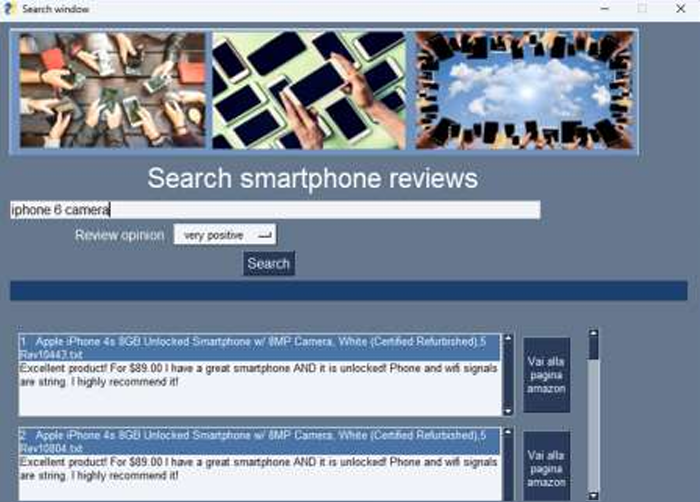 Search window
Search smartphone reviews
iphone 6 camera
Review opinion
very positive
Search
1 Apple iPhone 4s 8GB Unlocked Smartphone w/ 8MP Camera, White (Certified Refurbished),5
Rev10443.txt
Excellent product! For $89.00 I have a great smartphone AND it is unlocked! Phone and wifi signals
are string. I highly recommend it!
Vai alla
pagina
amazon
2 Apple iPhone 4s 8GB Unlocked Smartphone w/ 8MP Camera, White (Certified Refurbished),5
Rev10804.txt
Excellent product! For $89.00 I have a great smartphone AND it is unlocked! Phone and wifi signals
are string. I highly recommend it!
Vai alla
pagina
amazon